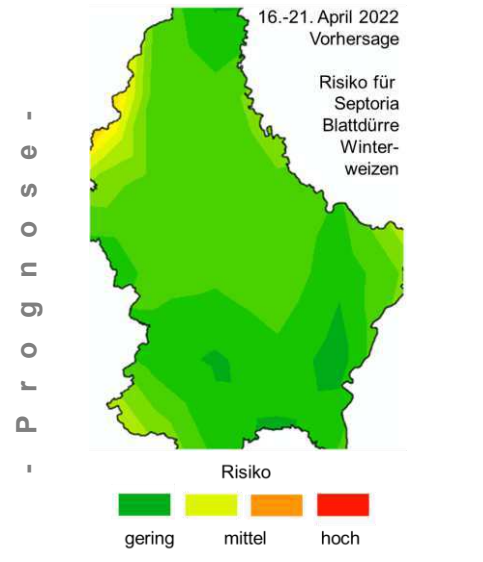 16.-21. April 2022
Vorhersage
Risiko für
Septoria
Blattdürre
Winter-
weizen
- Prognose -
Risiko
gering mittel hoch